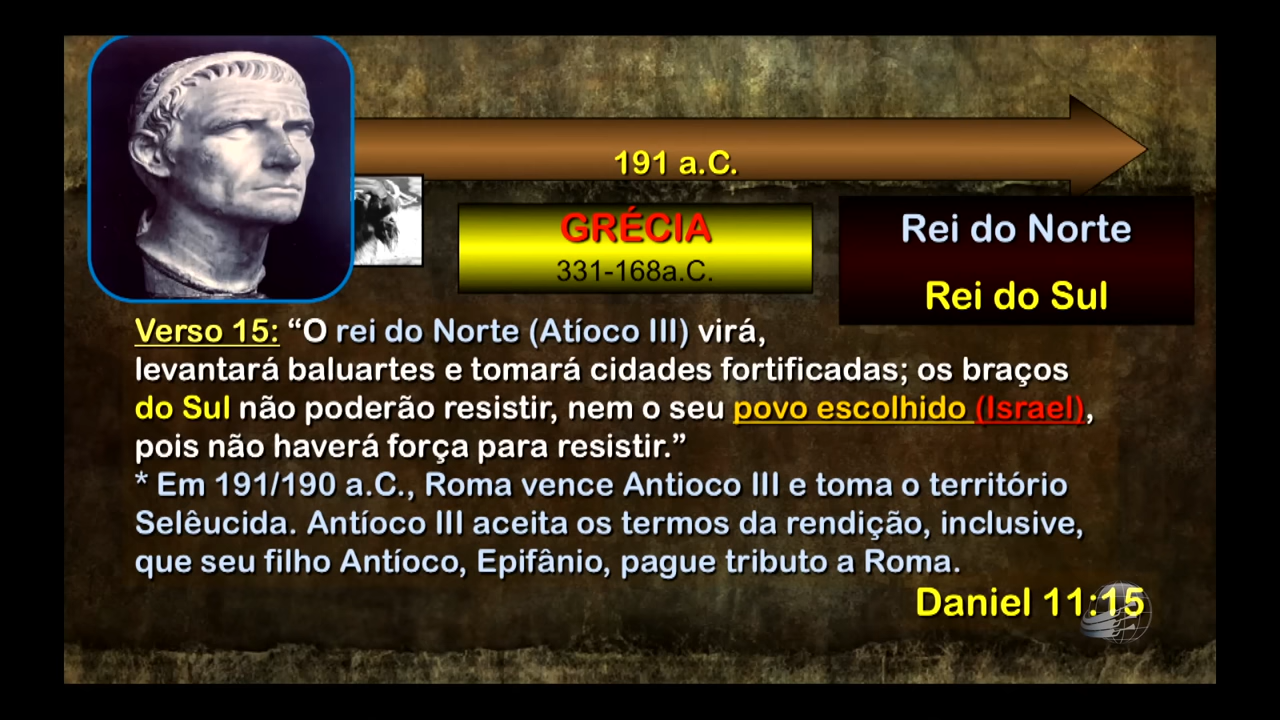 191 a.C.
GRÉCIA
331-168a.C.
Rei do Norte
Rei do Sul
Verso 15: “O rei do Norte (Atíoco III) virá,
levantará baluartes e tomará cidades fortificadas; os braços
do Sul não poderão resistir, nem o seu povo escolhido (Israel),
pois não haverá força para resistir.”
* Em 191/190 a.C., Roma vence Antioco III e toma o território
Selêucida. Antíoco III aceita os termos da rendição, inclusive,
que seu filho Antíoco, Epifânio, pague tributo a Roma.
Daniel 11:15